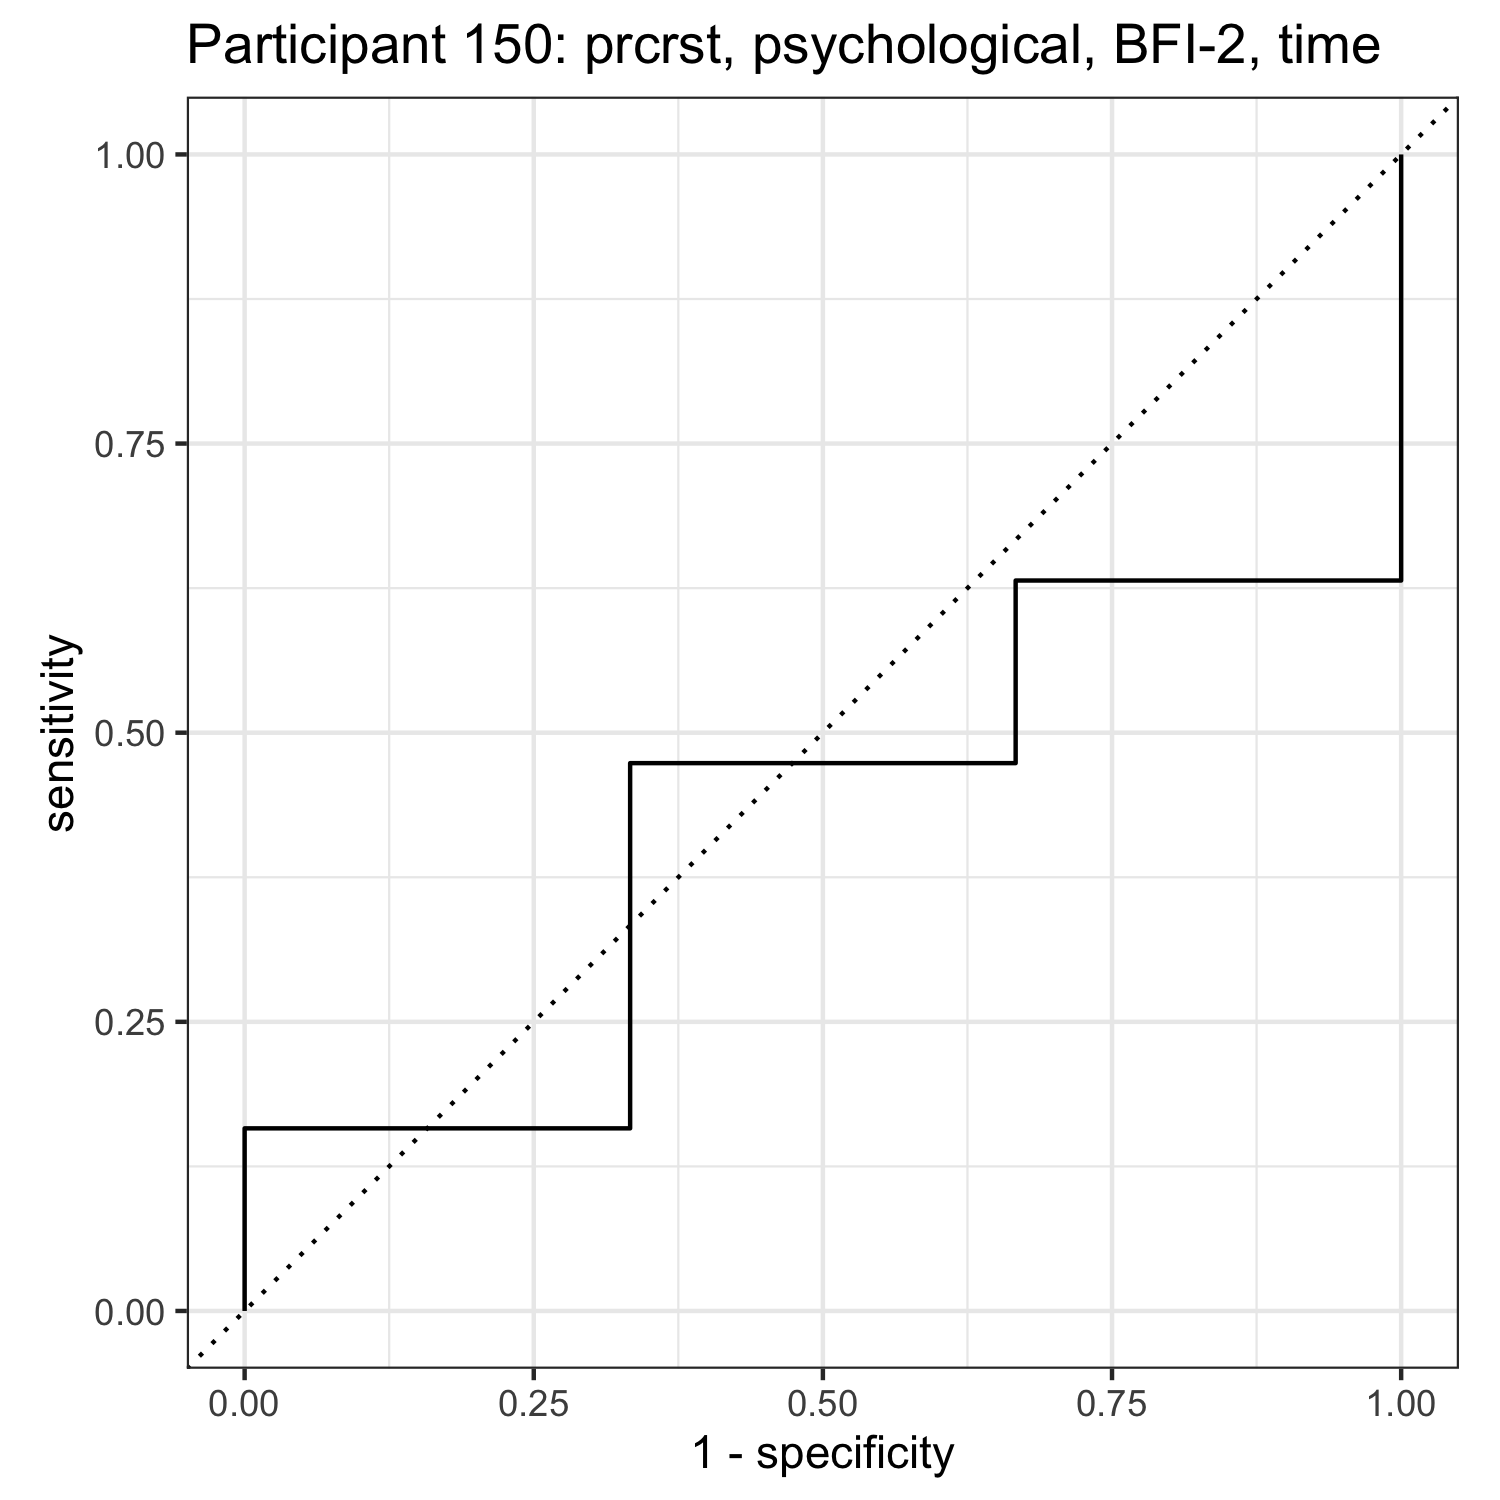 Participant 150: prcrst, psychological, BFI-2, time
1.00
0.75
0.50
0.25
0.00
sensitivity
0.00 0.25 0.50 0.75 1.00
1 - specificity